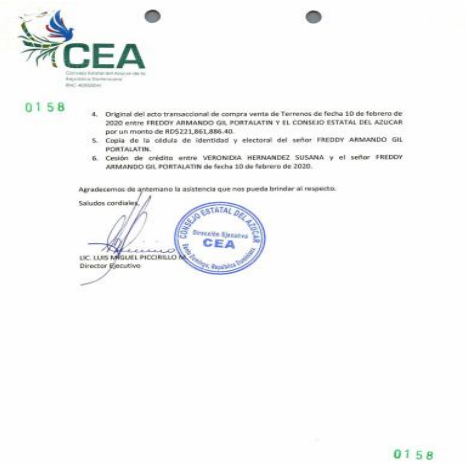 CEA
Consejo Estatal del Azúcar de la
República Dominicana
0158
4. Original del acto transaccional de compra venta de Terrenos de fecha 10 de febrero de
2020 entre FREDDY ARMANDO GIL PORTALATIN Y EL CONSEJO ESTATAL DEL AZUCAR
por un monto de RD$221,861,886.40.
5. Copia de la cédula de identidad y electoral del señor FREDDY ARMANDO GIL
PORTALATIN.
6. Cesión de crédito entre VERONIDIA HERNANDEZ SUSANA y el señor FREDDY
ARMANDO GIL PORTALATIN de fecha 10 de febrero de 2020.
Agradecemos de antemano la asistencia que nos pueda brindar al respecto.
Saludos cordiales,
CONSEJO ESTATAL DEL AZUCAR
Dirección Ejecutiva
CEA
Santo Domingo, República Dominicana
LIC. LUIS MIGUEL PICCIRILLO M.
Director Ejecutivo
0158